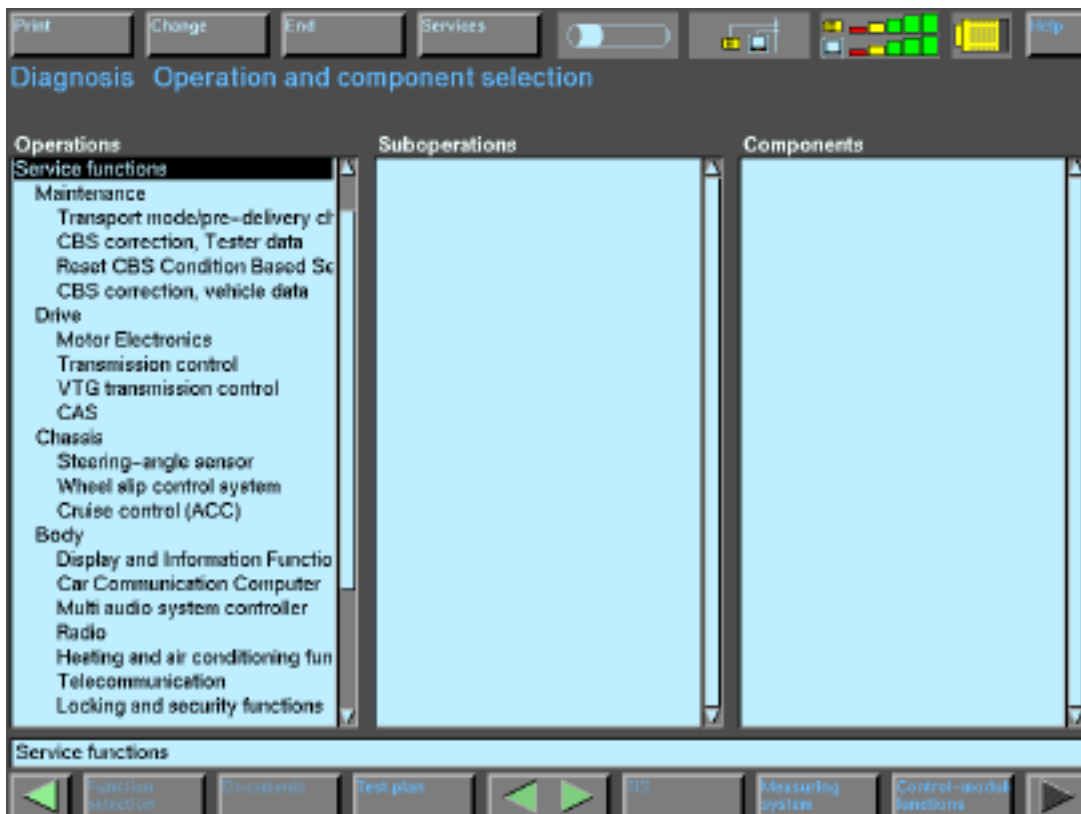 Print Change End Services Help
Diagnosis Operation and component selection
Operations Suboperations Components
Service functions
Maintenance
Transport mode/pre-delivery ch
CBS correction, Tester data
Reset CBS Condition Based Se
CBS correction, vehicle data
Drive
Motor Electronics
Transmission control
VTG transmission control
CAS
Chassis
Steering-angle sensor
Wheel slip control system
Cruise control (ACC)
Body
Display and Information Functio
Car Communication Computer
Multi audio system controller
Radio
Heating and air conditioning fun
Telecommunication
Locking and security functions
Service functions
Function selection Documents Test plan TIS Measuring system Control-modul functions